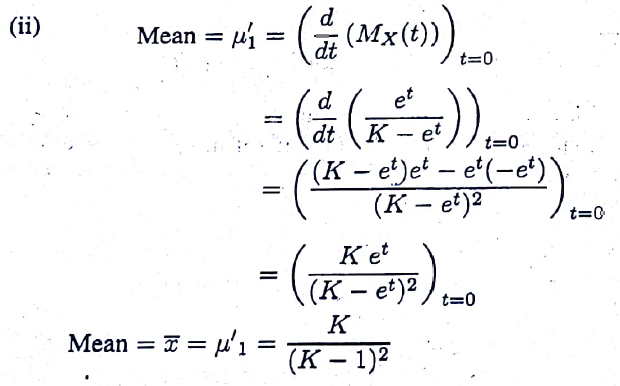 (ii) Mean = μ′₁ = (d/dt (M_X(t)))_{t=0}
= (d/dt (e^t / (K − e^t)))_{t=0}
= (((K − e^t)e^t − e^t(−e^t)) / (K − e^t)²)_{t=0}
= (K e^t / (K − e^t)²)_{t=0}
Mean = x̄ = μ′₁ = K / (K − 1)²